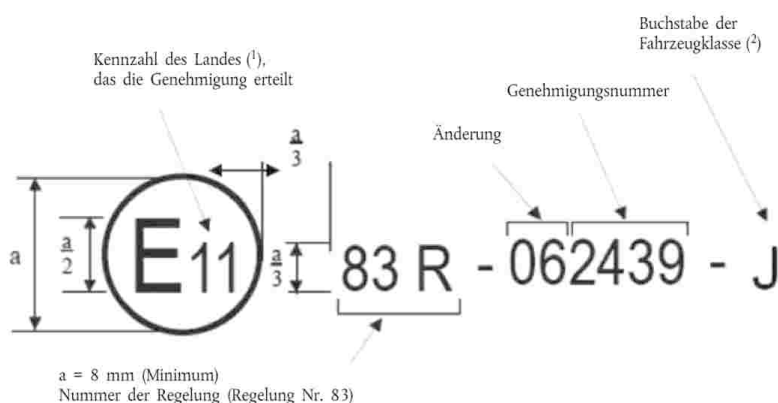 Buchstabe der
Fahrzeugklasse (²)
Kennzahl des Landes (¹),
das die Genehmigung erteilt
Genehmigungsnummer
Änderung
a
3
a
a
2
E 11
a
3
83 R - 062439 - J
a = 8 mm (Minimum)
Nummer der Regelung (Regelung Nr. 83)